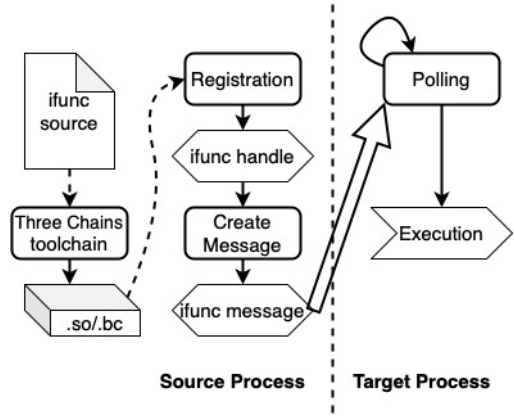 ifunc
source
Three Chains
toolchain
.so/.bc
Registration
ifunc handle
Create
Message
ifunc message
Source Process
Polling
Execution
Target Process